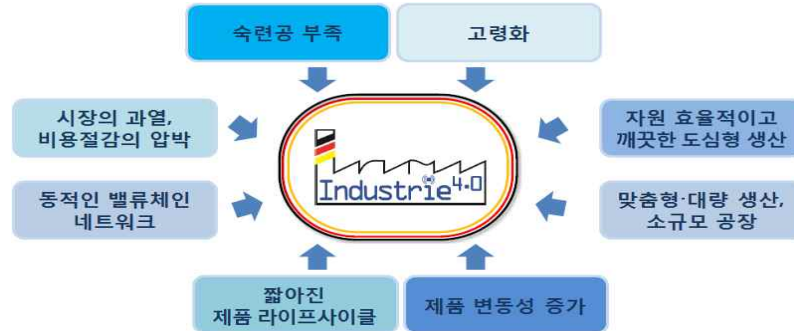 숙련공 부족
고령화
시장의 과열,
비용절감의 압박
자원 효율적이고
깨끗한 도심형 생산
Industrie 4.0
동적인 밸류체인
네트워크
맞춤형·대량 생산,
소규모 공장
짧아진
제품 라이프사이클
제품 변동성 증가